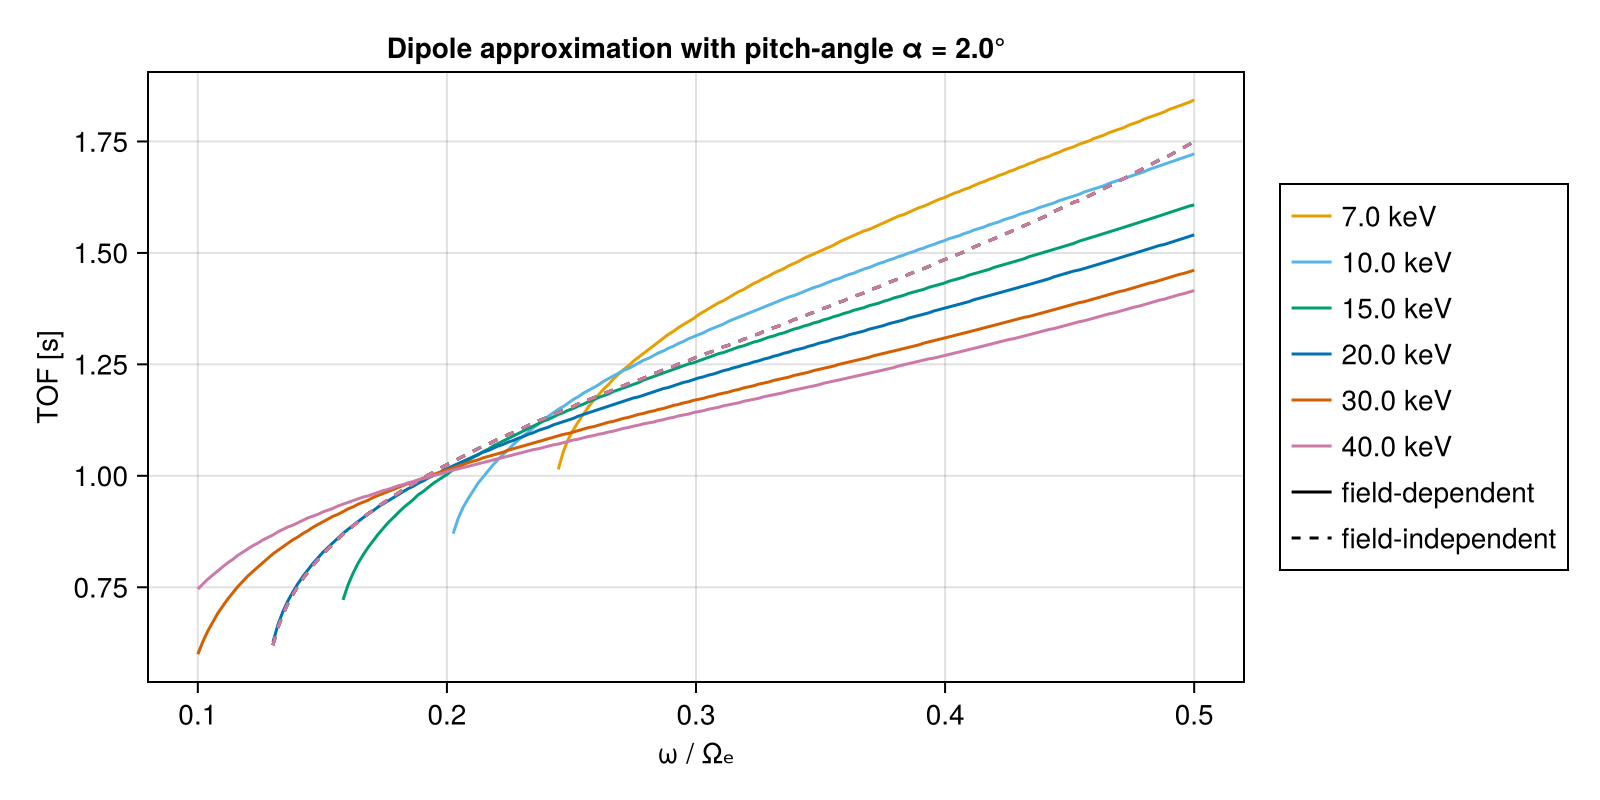 Dipole approximation with pitch-angle α = 2.0°
TOF [s]
1.75
1.50
1.25
1.00
0.75
0.1 0.2 0.3 0.4 0.5
ω / Ωₑ
7.0 keV
10.0 keV
15.0 keV
20.0 keV
30.0 keV
40.0 keV
field-dependent
field-independent